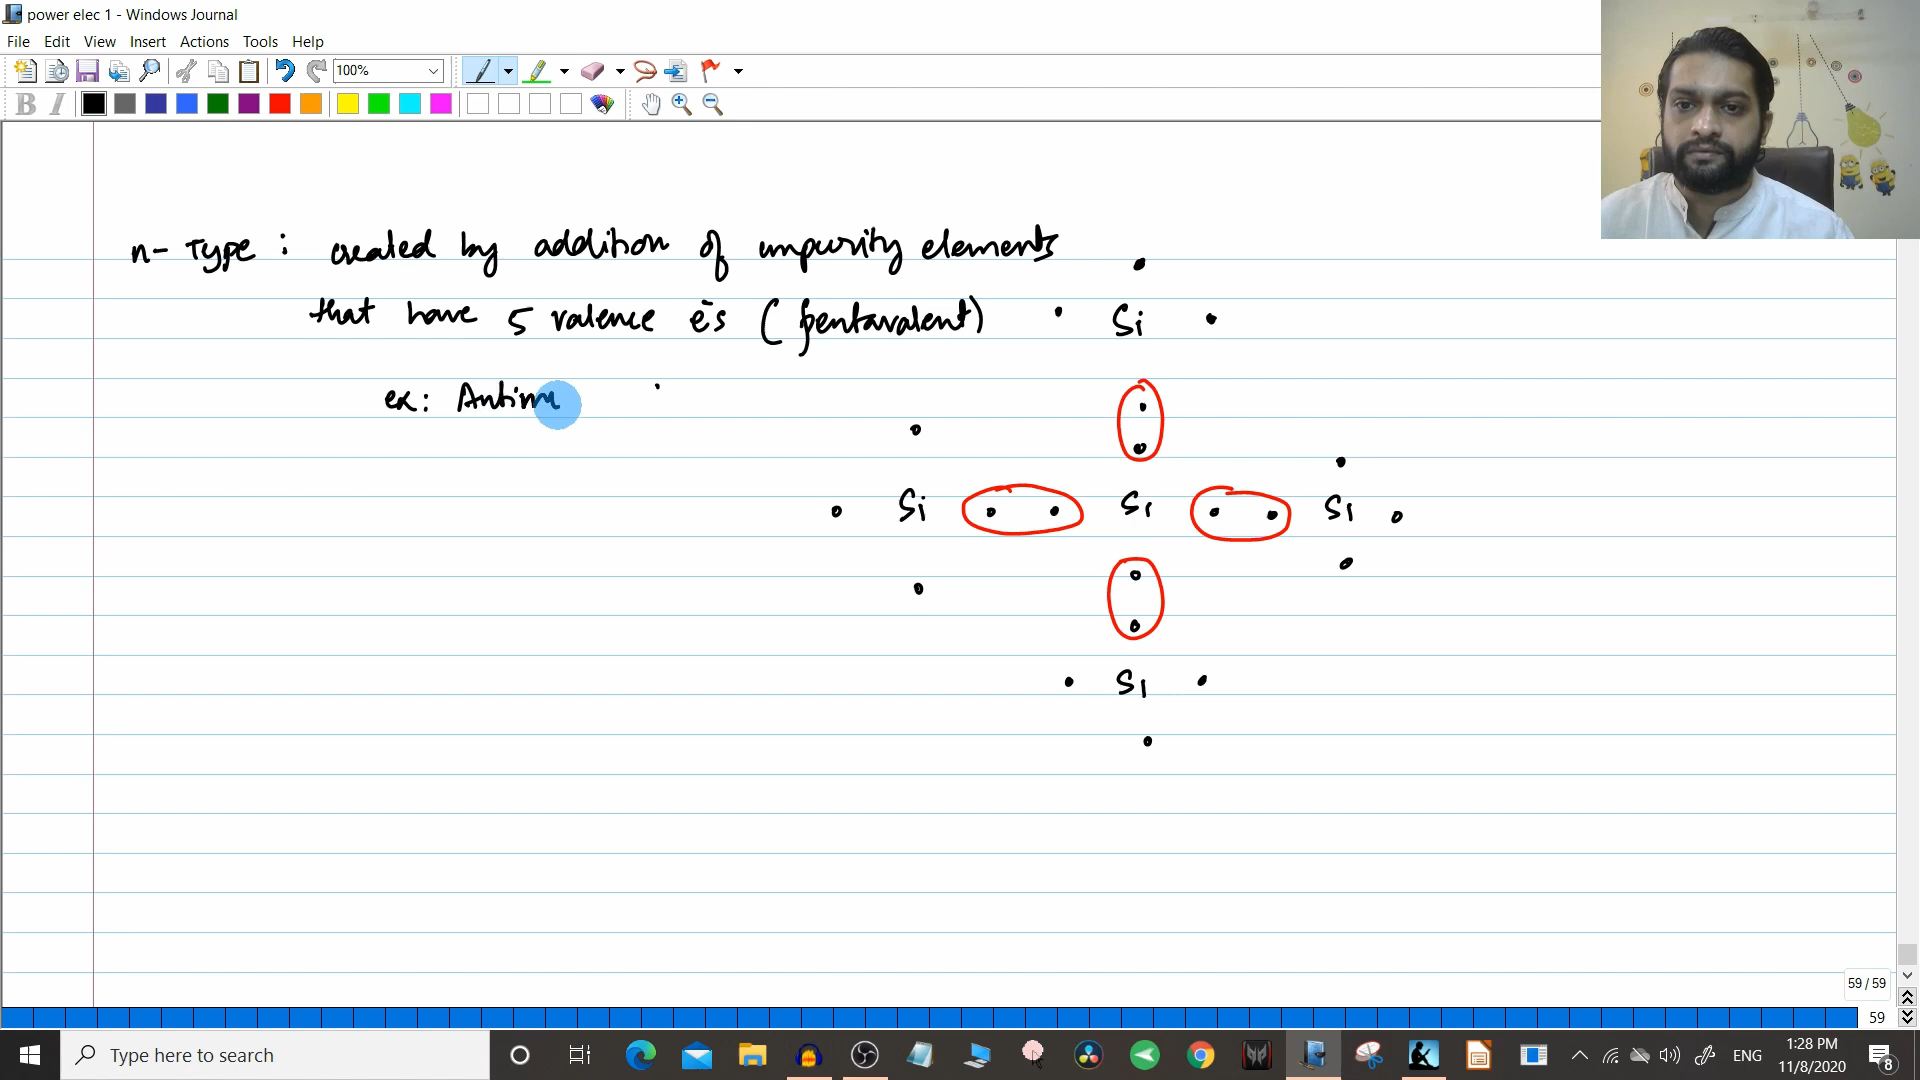 power elec 1 - Windows Journal
File Edit View Insert Actions Tools Help
100%
B I
n-Type : created by addition of impurity elements
that have 5 valence ēs (pentavalent)
ex: Antim
Si
Si Si Si
Si
59 / 59
59
Type here to search
ENG
1:28 PM
11/8/2020
8